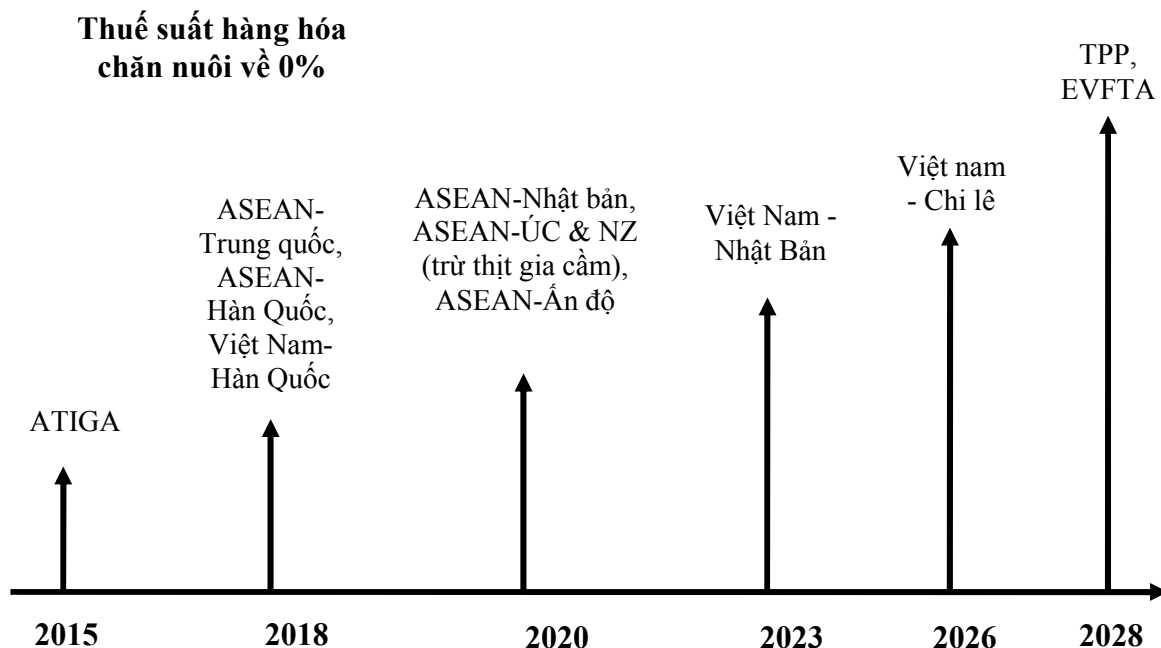 Thuế suất hàng hóa
chăn nuôi về 0%
TPP,
EVFTA
Việt nam
- Chi lê
Việt Nam -
Nhật Bản
ASEAN-Nhật bản,
ASEAN-ÚC & NZ
(trừ thịt gia cầm),
ASEAN-Ấn độ
ASEAN-
Trung quốc,
ASEAN-
Hàn Quốc,
Việt Nam-
Hàn Quốc
ATIGA
2015
2018
2020
2023
2026
2028